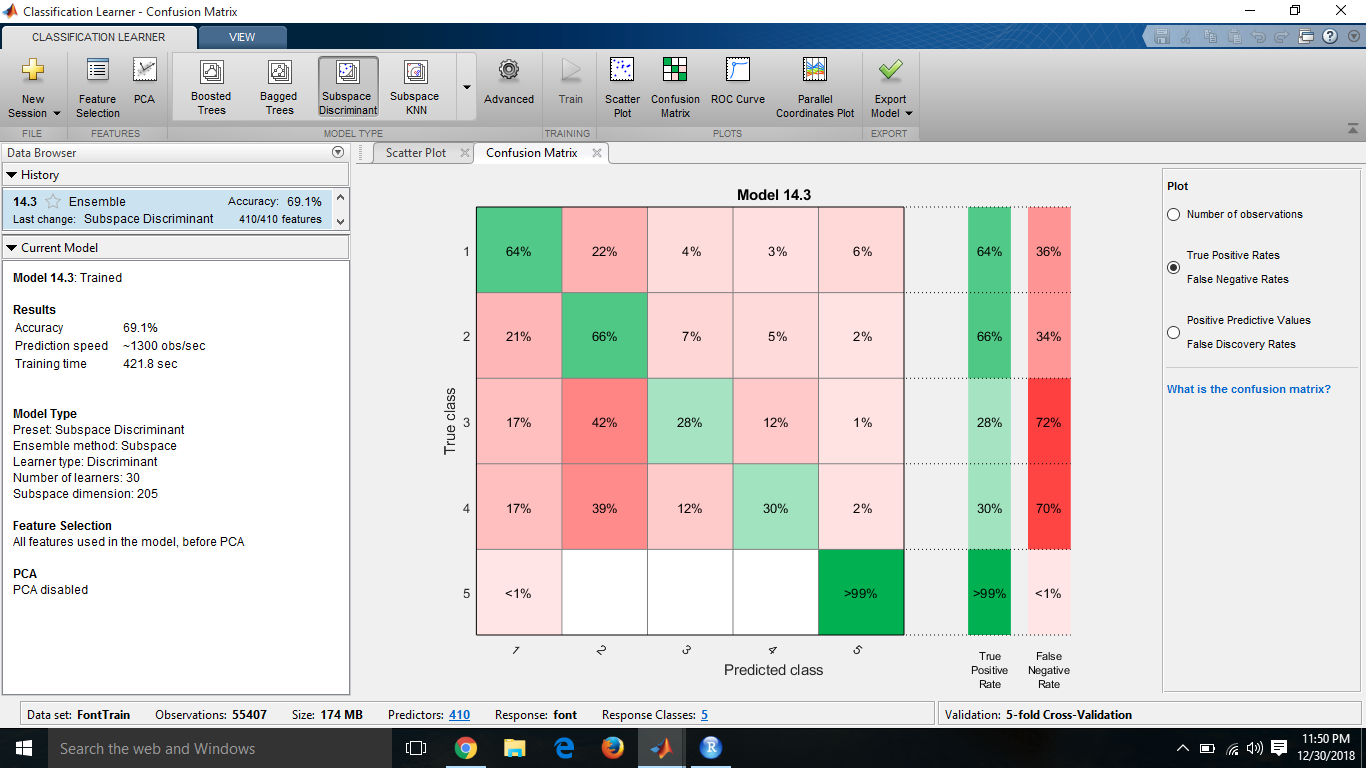 Classification Learner - Confusion Matrix
CLASSIFICATION LEARNER
VIEW
New Session
Feature Selection
PCA
Boosted Trees
Bagged Trees
Subspace Discriminant
Subspace KNN
Advanced
Train
Scatter Plot
Confusion Matrix
ROC Curve
Parallel Coordinates Plot
Export Model
FILE
FEATURES
MODEL TYPE
TRAINING
PLOTS
EXPORT
Data Browser
History
14.3 Ensemble Accuracy: 69.1%
Last change: Subspace Discriminant 410/410 features
Current Model
Model 14.3: Trained
Results
Accuracy 69.1%
Prediction speed ~1300 obs/sec
Training time 421.8 sec
Model Type
Preset: Subspace Discriminant
Ensemble method: Subspace
Learner type: Discriminant
Number of learners: 30
Subspace dimension: 205
Feature Selection
All features used in the model, before PCA
PCA
PCA disabled
Scatter Plot
Confusion Matrix
Model 14.3
1 64% 22% 4% 3% 6% 64% 36%
2 21% 66% 7% 5% 2% 66% 34%
3 17% 42% 28% 12% 1% 28% 72%
4 17% 39% 12% 30% 2% 30% 70%
5 <1% >99% >99% <1%
True class
1 2 3 4 5
Predicted class
True Positive Rate
False Negative Rate
Plot
Number of observations
True Positive Rates
False Negative Rates
Positive Predictive Values
False Discovery Rates
What is the confusion matrix?
Data set: FontTrain Observations: 55407 Size: 174 MB Predictors: 410 Response: font Response Classes: 5
Validation: 5-fold Cross-Validation
Search the web and Windows
R
11:50 PM
12/30/2018